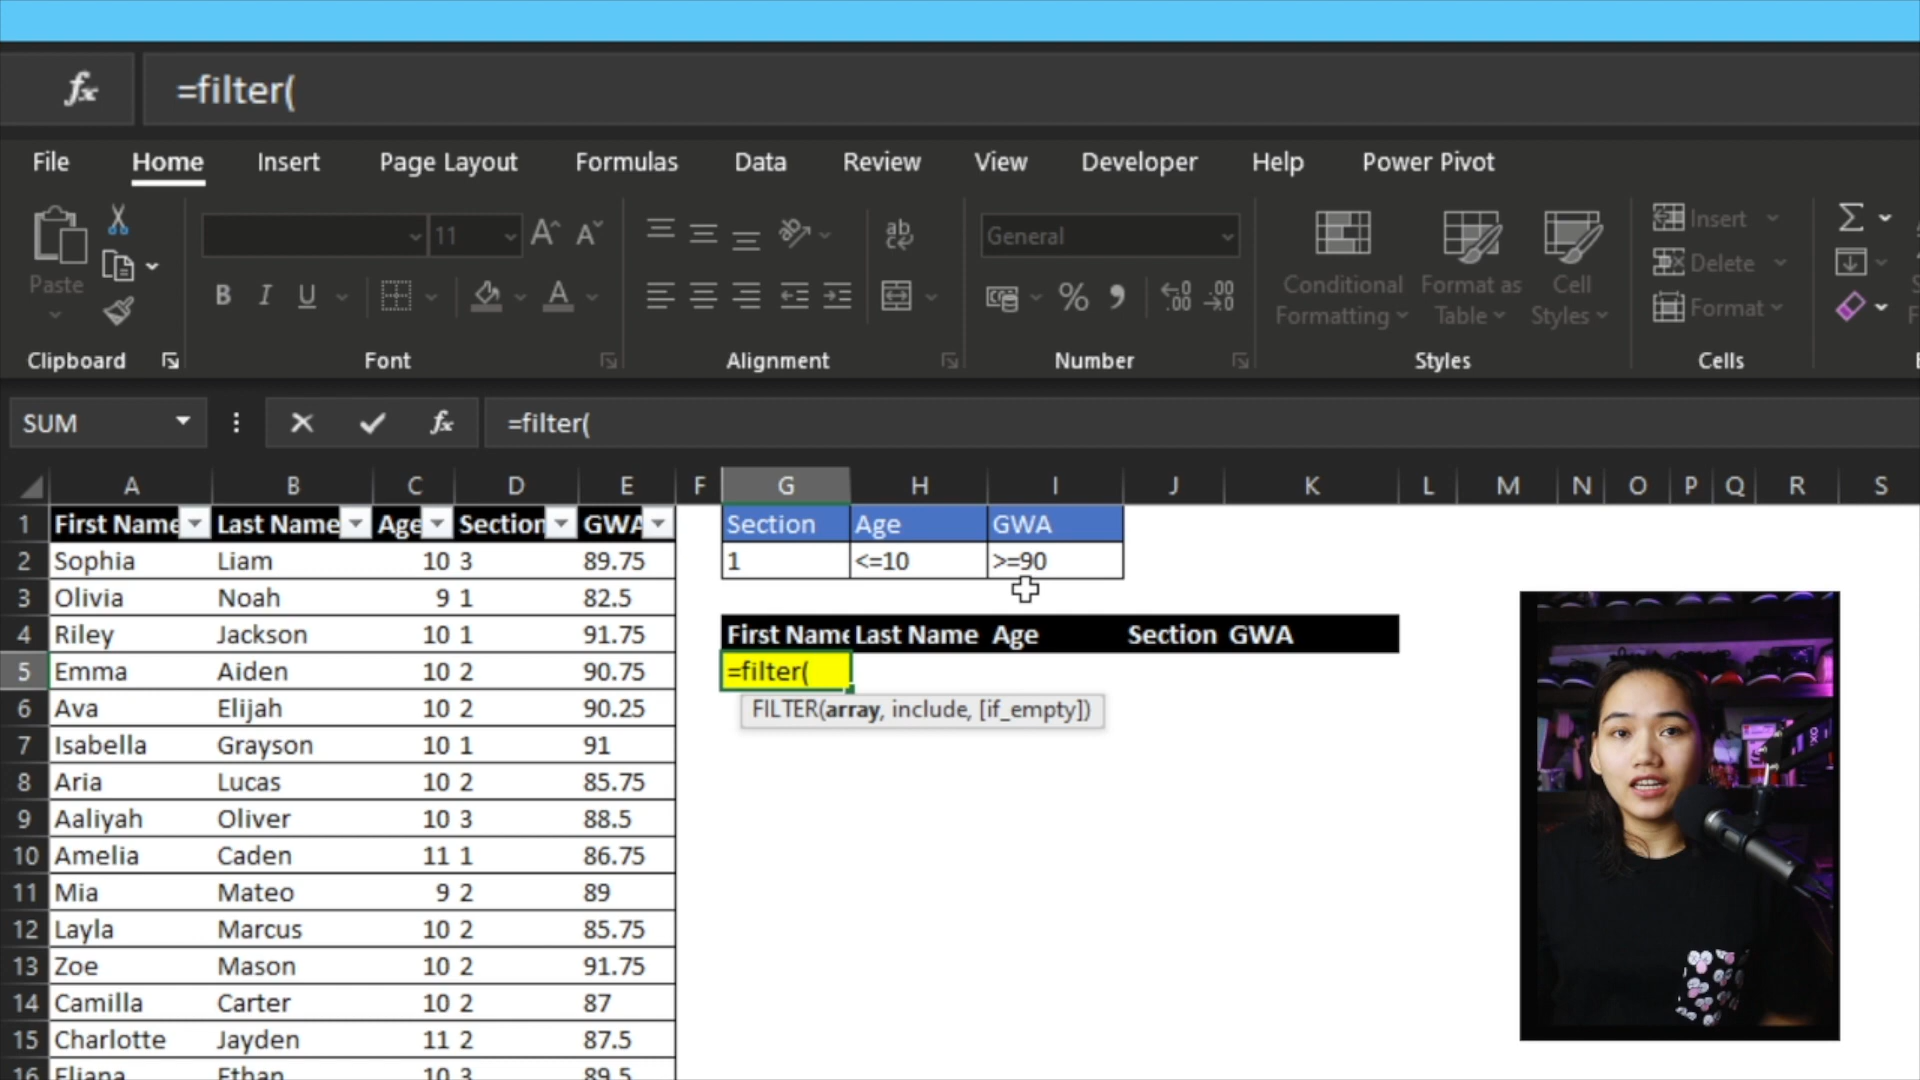 =filter(
File Home Insert Page Layout Formulas Data Review View Developer Help Power Pivot
11 General Insert
Paste Conditional Formatting Format as Table Cell Styles Delete
B I U % Format
Clipboard Font Alignment Number Styles Cells
SUM fx =filter(
A B C D E F G H I J K L M N O P Q R S
1 First Name Last Name Age Section GWA Section Age GWA
2 Sophia Liam 10 3 89.75 1 <=10 >=90
3 Olivia Noah 9 1 82.5
4 Riley Jackson 10 1 91.75 First Name Last Name Age Section GWA
5 Emma Aiden 10 2 90.75 =filter(
6 Ava Elijah 10 2 90.25 FILTER(array, include, [if_empty])
7 Isabella Grayson 10 1 91
8 Aria Lucas 10 2 85.75
9 Aaliyah Oliver 10 3 88.5
10 Amelia Caden 11 1 86.75
11 Mia Mateo 9 2 89
12 Layla Marcus 10 2 85.75
13 Zoe Mason 10 2 91.75
14 Camilla Carter 10 2 87
15 Charlotte Jayden 11 2 87.5
16 Eliana Ethan 10 3 89.5